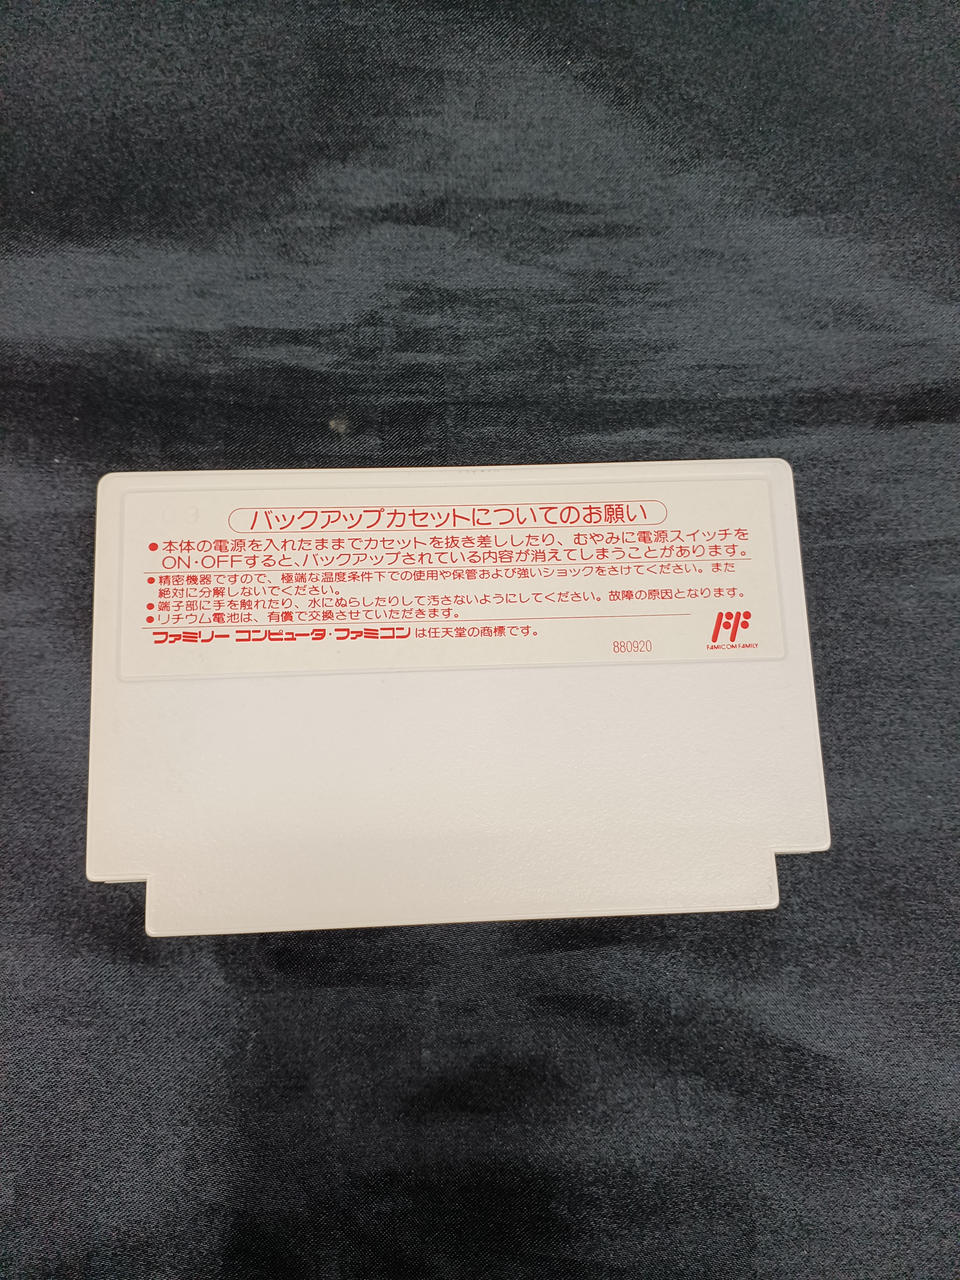 バックアップカセットについてのお願い
●本体の電源を入れたままでカセットを抜き差ししたり、むやみに電源スイッチを
ON・OFFすると、バックアップされている内容が消えてしまうことがあります。
●精密機器ですので、極端な温度条件下での使用や保管および強いショックをさけてください。また
絶対に分解しないでください。
●端子部に手を触れたり、水にぬらしたりして汚さないようにしてください。故障の原因となります。
●リチウム電池は、有償で交換させていただきます。
ファミリー コンピュータ・ファミコンは任天堂の商標です。
880920
FAMICOM FAMILY